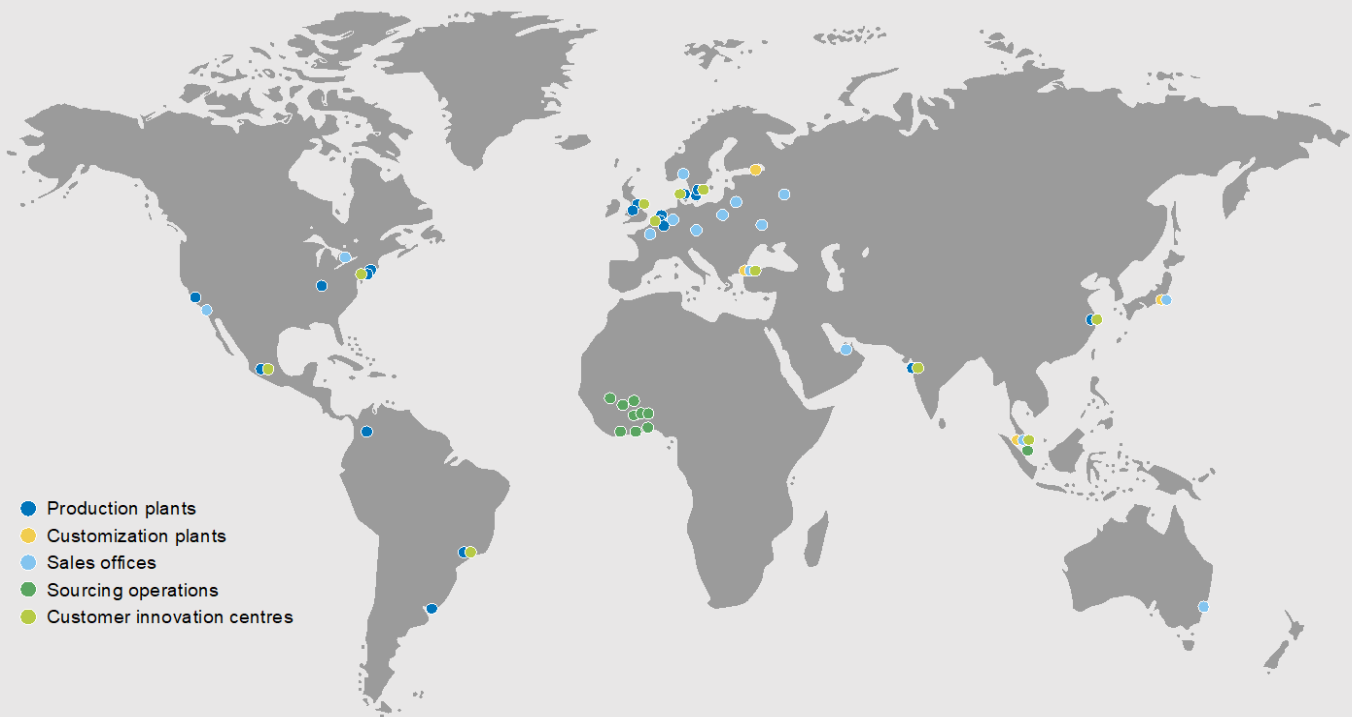 Production plants
Customization plants
Sales offices
Sourcing operations
Customer innovation centres